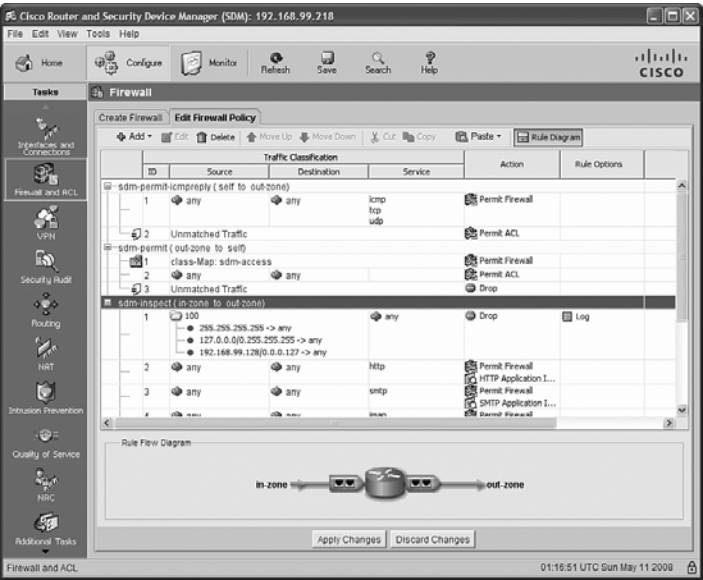 Cisco Router and Security Device Manager (SDM): 192.168.99.218
File Edit View Tools Help
Home Configure Monitor Refresh Save Search Help
CISCO
Tasks
Firewall
Create Firewall Edit Firewall Policy
Add Edit Delete Move Up Move Down Cut Copy Paste Rule Diagram
Traffic Classification Action Rule Options
ID Source Destination Service
sdm-permit-icmpreply ( self to out-zone)
1 any any icmp Permit Firewall
tcp
udp
2 Unmatched Traffic Permit ACL
sdm-permit ( out-zone to self)
1 class-Map: sdm-access Permit Firewall
2 any any Permit ACL
3 Unmatched Traffic Drop
sdm-inspect ( in-zone to out-zone)
1 100 any Drop Log
255.255.255.255 -> any
127.0.0.0/0.255.255.255 -> any
192.168.99.128/0.0.0.127 -> any
2 any any http Permit Firewall
HTTP Application I...
3 any any smtp Permit Firewall
SMTP Application I...
4 any any imap Permit Firewall
Interfaces and
Connections
Firewall and ACL
VPN
Security Audit
Routing
NAT
Intrusion Prevention
Quality of Service
NAC
Additional Tasks
Rule Flow Diagram
in-zone out-zone
Apply Changes Discard Changes
Firewall and ACL 01:16:51 UTC Sun May 11 2008